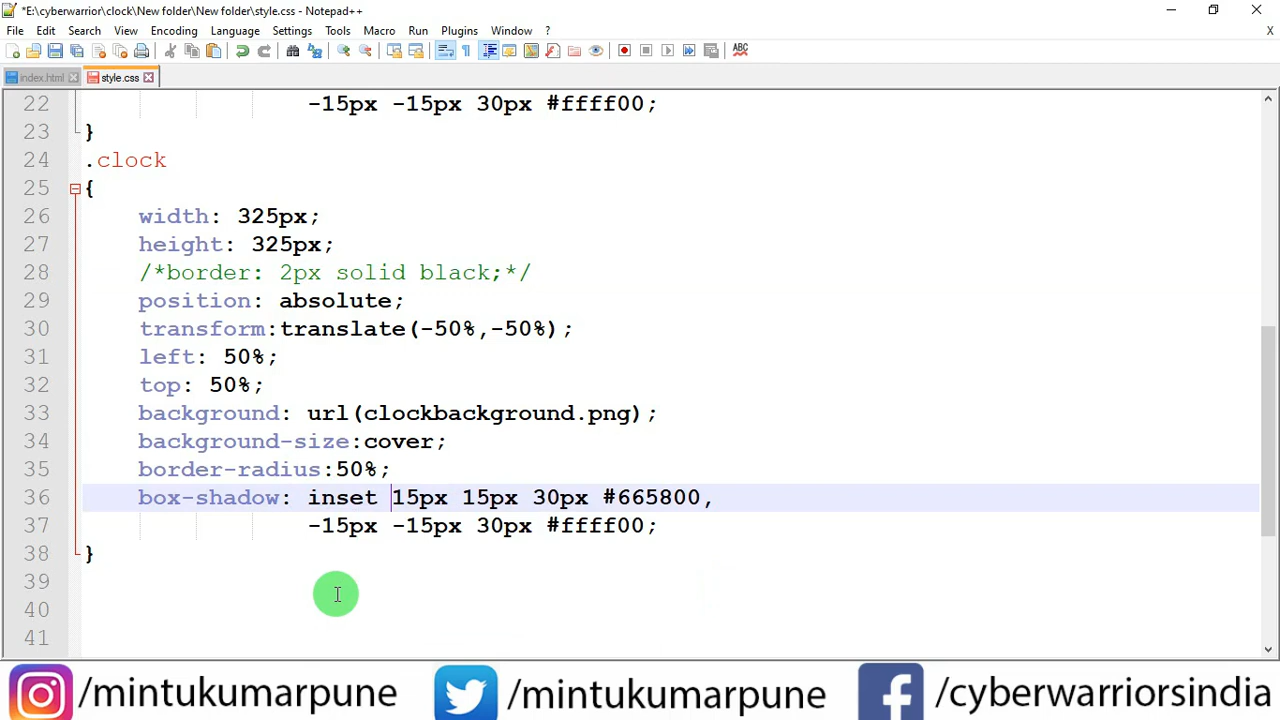 *E:\cyberwarrior\clock\New folder\New folder\style.css - Notepad++
File Edit Search View Encoding Language Settings Tools Macro Run Plugins Window ? X
ABC
index.html style.css
22 -15px -15px 30px #ffff00;
23 }
24 .clock
25 {
26 width: 325px;
27 height: 325px;
28 /*border: 2px solid black;*/
29 position: absolute;
30 transform:translate(-50%,-50%);
31 left: 50%;
32 top: 50%;
33 background: url(clockbackground.png);
34 background-size:cover;
35 border-radius:50%;
36 box-shadow: inset 15px 15px 30px #665800,
37 -15px -15px 30px #ffff00;
38 }
39
40
41
/mintukumarpune /mintukumarpune /cyberwarriorsindia